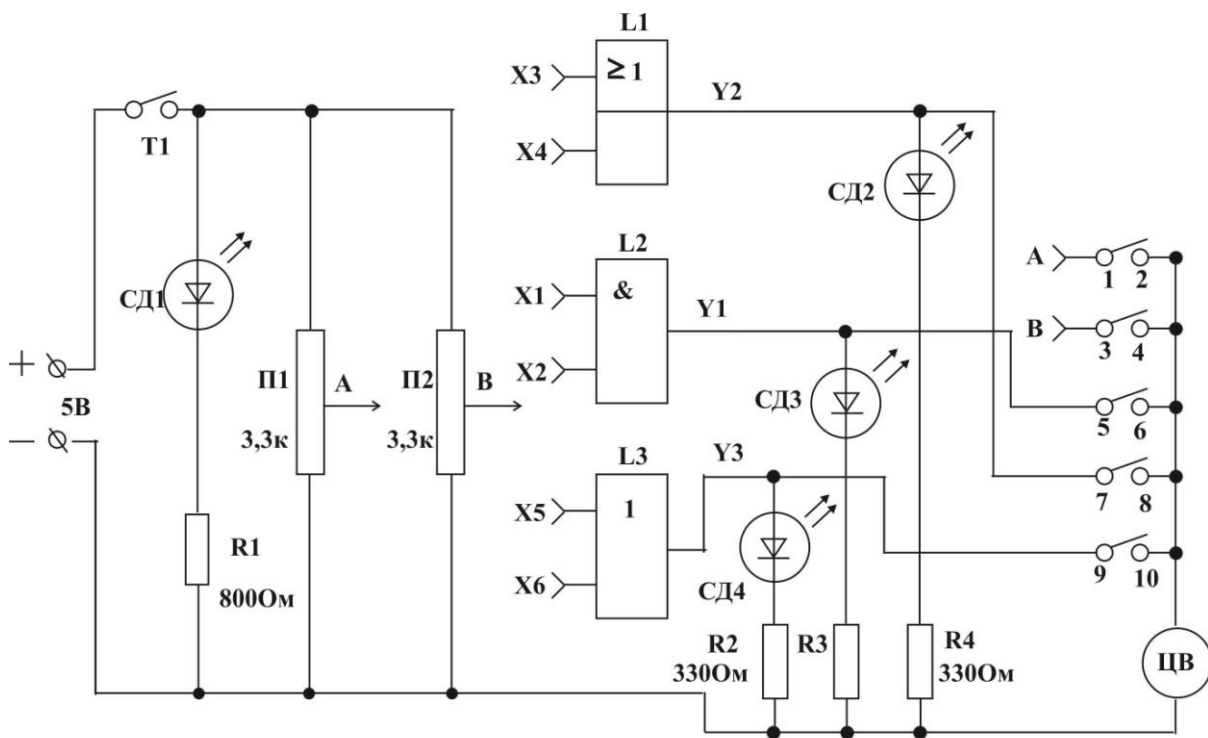 L1
X3
≥ 1
Y2
X4
T1
СД2
L2
X1
&
Y1
X2
A
1
2
B
3
4
СД1
+
5В
−
П1
A
3,3к
П2
B
3,3к
СД3
5
6
L3
Y3
X5
1
X6
7
8
СД4
9
10
R1
800Ом
R2
330Ом
R3
R4
330Ом
ЦВ